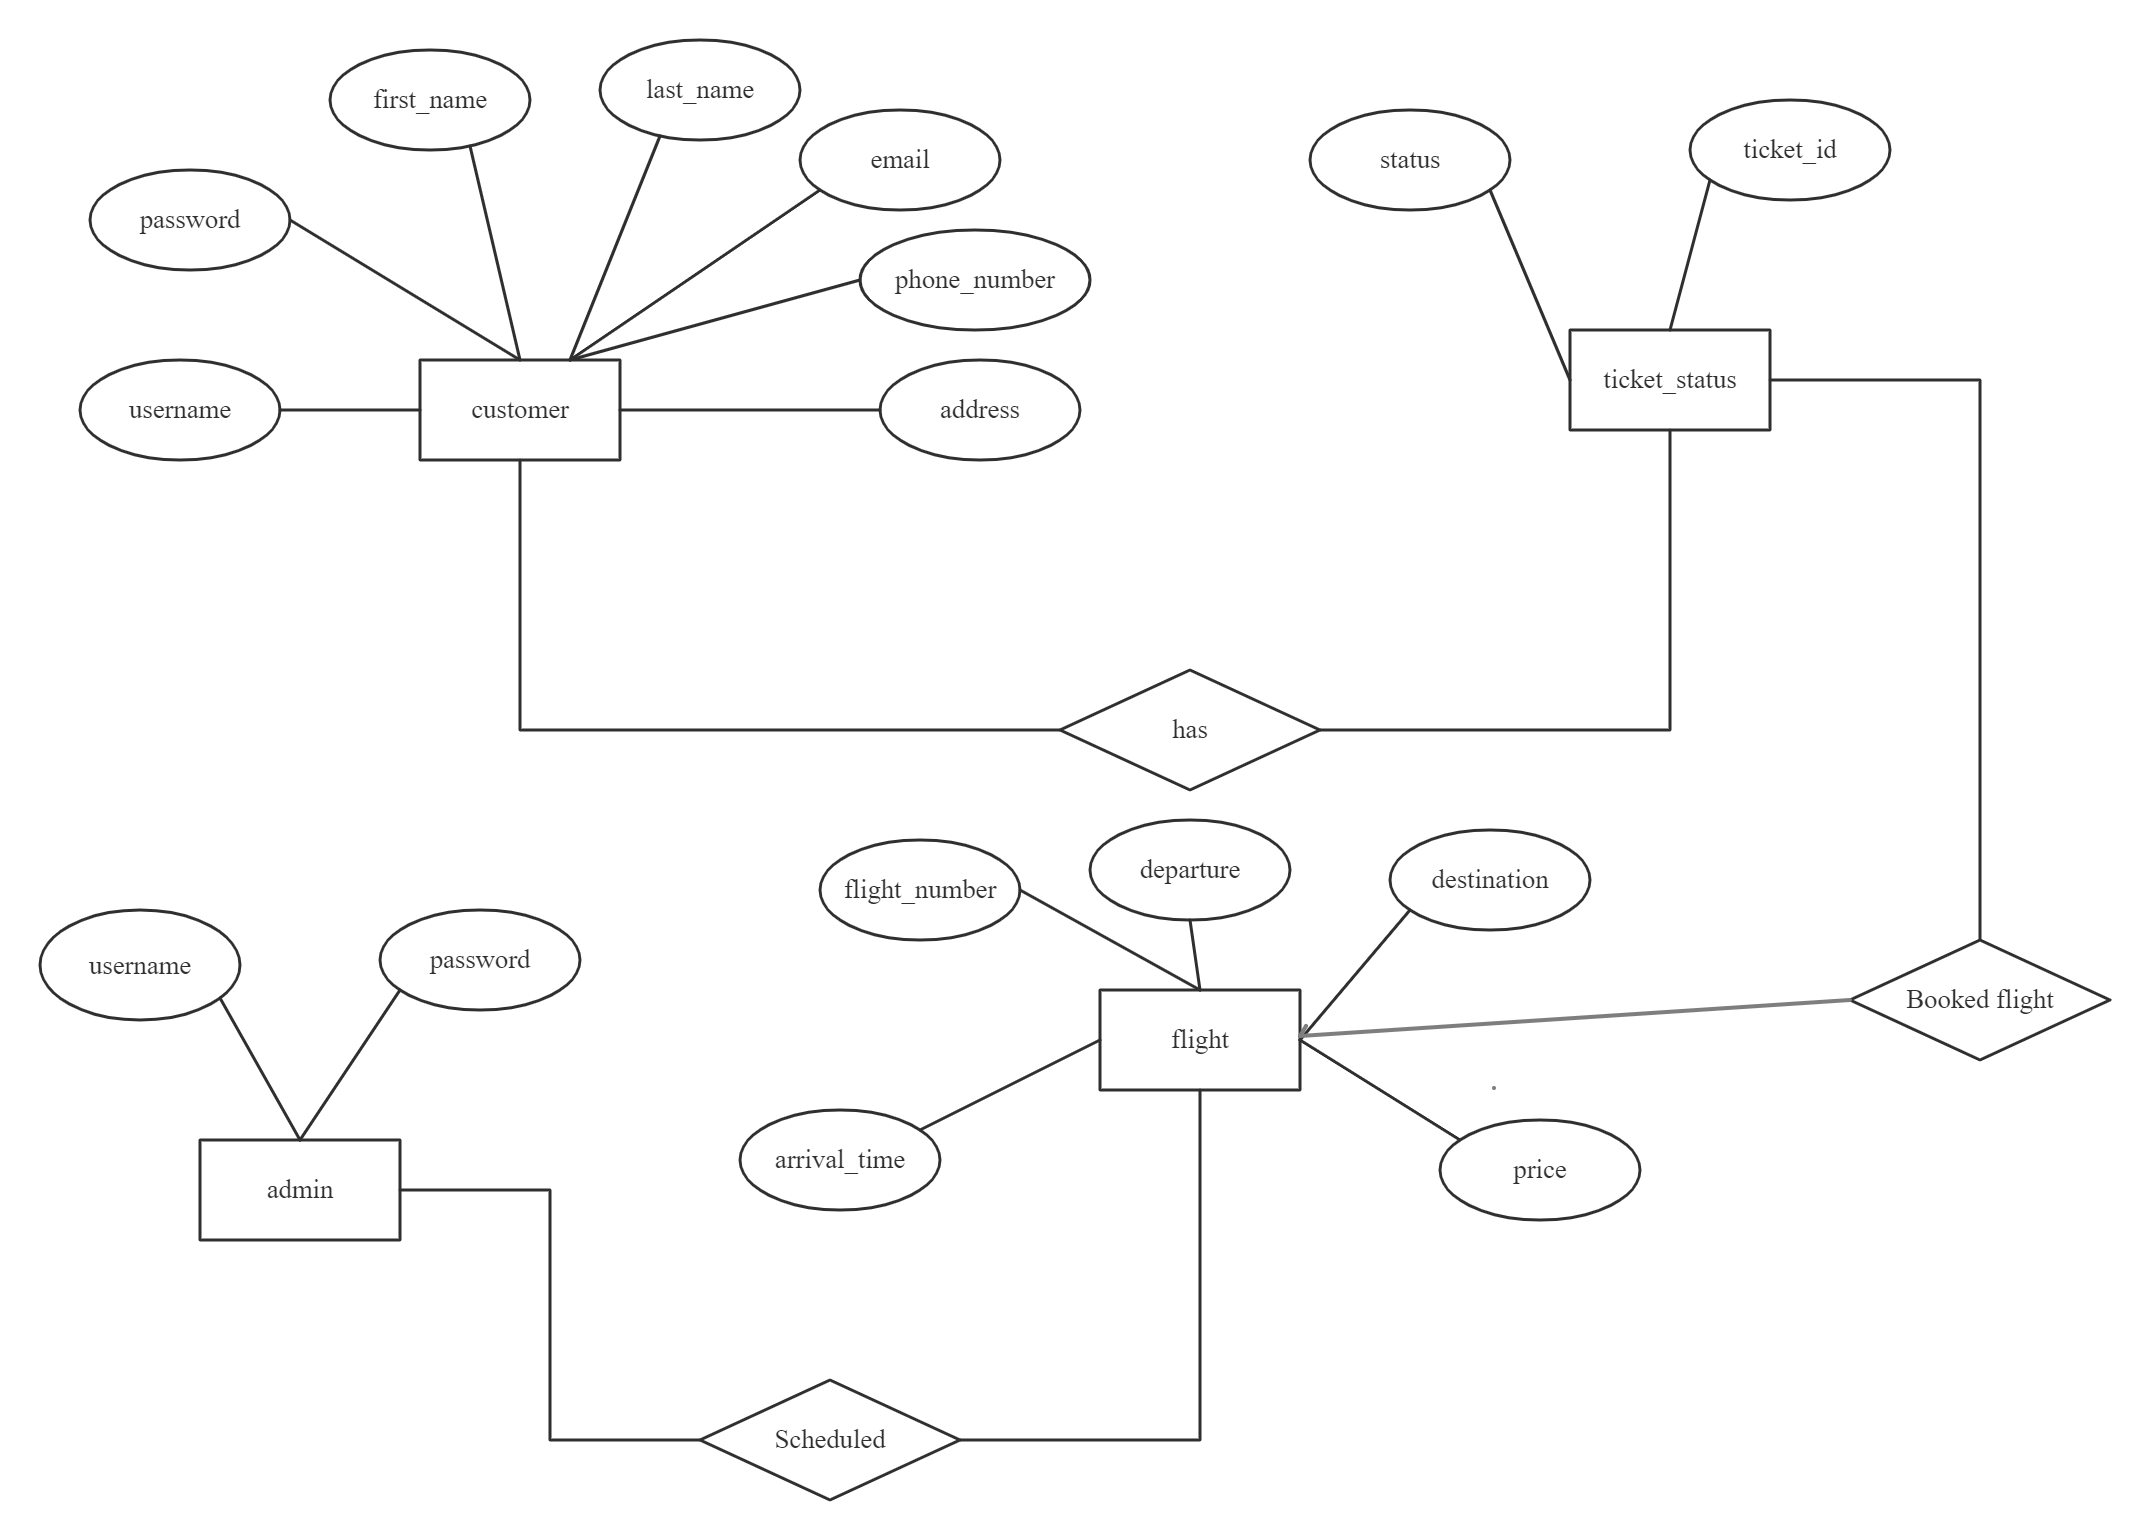 first_name
last_name
email
status
ticket_id
password
phone_number
ticket_status
username
customer
address
has
flight_number
departure
destination
username
password
Booked flight
flight
arrival_time
price
admin
Scheduled